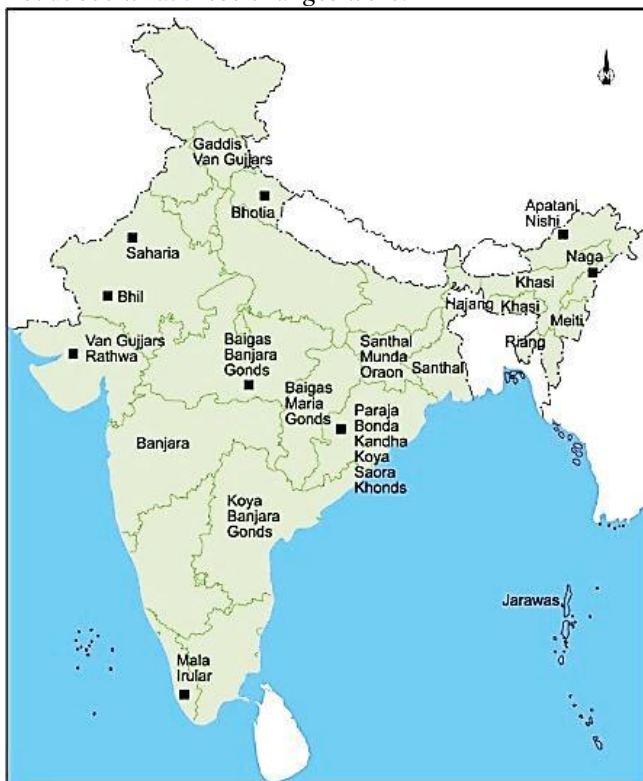 Gaddis
Van Gujjars
Bhotia
Apatani
Nishi
Saharia
Naga
Khasi
Bhil
Hajang
Khasi
Meiti
Riang
Van Gujjars
Rathwa
Baigas
Banjara
Gonds
Santhal
Munda
Oraon
Santhal
Baigas
Maria
Gonds
Paraja
Bonda
Kandha
Koya
Saora
Khonds
Banjara
Koya
Banjara
Gonds
Jarawas
Mala
Irular